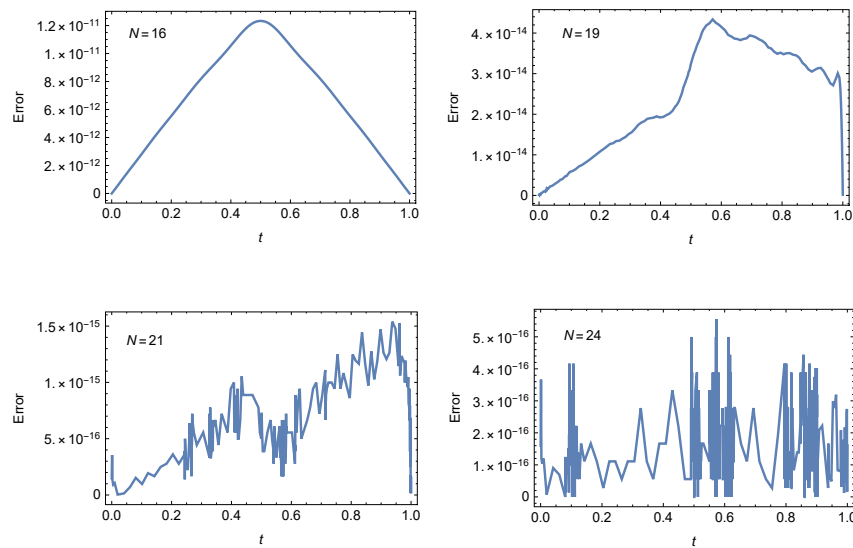 N = 16
1.2 × 10⁻¹¹
1. × 10⁻¹¹
8. × 10⁻¹²
6. × 10⁻¹²
4. × 10⁻¹²
2. × 10⁻¹²
0
Error
0.0 0.2 0.4 0.6 0.8 1.0
t
N = 19
4. × 10⁻¹⁴
3. × 10⁻¹⁴
2. × 10⁻¹⁴
1. × 10⁻¹⁴
0
Error
0.0 0.2 0.4 0.6 0.8 1.0
t
N = 21
1.5 × 10⁻¹⁵
1. × 10⁻¹⁵
5. × 10⁻¹⁶
0
Error
0.0 0.2 0.4 0.6 0.8 1.0
t
N = 24
5. × 10⁻¹⁶
4. × 10⁻¹⁶
3. × 10⁻¹⁶
2. × 10⁻¹⁶
1. × 10⁻¹⁶
0
Error
0.0 0.2 0.4 0.6 0.8 1.0
t